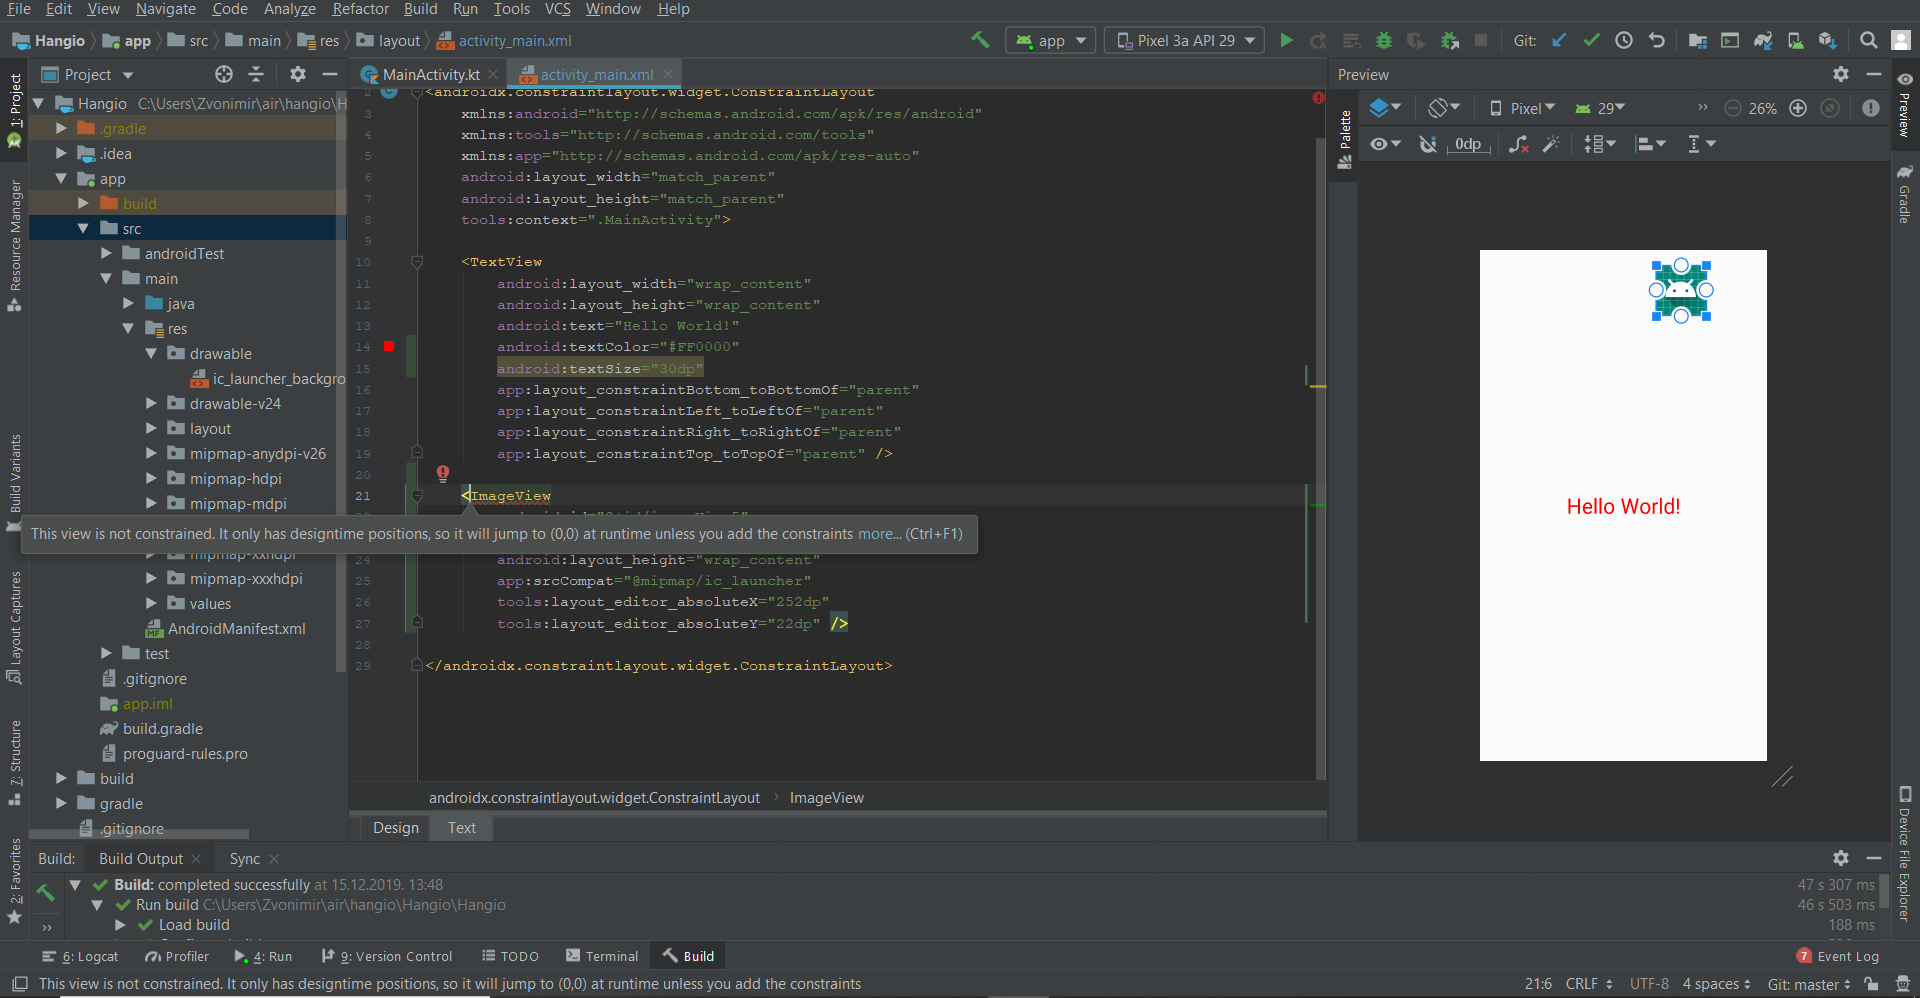 File Edit View Navigate Code Analyze Refactor Build Run Tools VCS Window Help
Hangio app src main res layout activity_main.xml
app Pixel 3a API 29 Git:
Project
MainActivity.kt activity_main.xml
Preview
1: Project
Resource Manager
Build Variants
Layout Captures
7: Structure
2: Favorites
Hangio C:\Users\Zvonimir\air\hangio\H
.gradle
.idea
app
build
src
androidTest
main
java
res
drawable
ic_launcher_backgro
drawable-v24
layout
mipmap-anydpi-v26
mipmap-hdpi
mipmap-mdpi
mipmap-xxhdpi
mipmap-xxxhdpi
values
AndroidManifest.xml
test
.gitignore
app.iml
build.gradle
proguard-rules.pro
build
gradle
.gitignore
2 <androidx.constraintlayout.widget.ConstraintLayout
3 xmlns:android="http://schemas.android.com/apk/res/android"
4 xmlns:tools="http://schemas.android.com/tools"
5 xmlns:app="http://schemas.android.com/apk/res-auto"
6 android:layout_width="match_parent"
7 android:layout_height="match_parent"
8 tools:context=".MainActivity">
9
10 <TextView
11 android:layout_width="wrap_content"
12 android:layout_height="wrap_content"
13 android:text="Hello World!"
14 android:textColor="#FF0000"
15 android:textSize="30dp"
16 app:layout_constraintBottom_toBottomOf="parent"
17 app:layout_constraintLeft_toLeftOf="parent"
18 app:layout_constraintRight_toRightOf="parent"
19 app:layout_constraintTop_toTopOf="parent" />
20
21 <ImageView
This view is not constrained. It only has designtime positions, so it will jump to (0,0) at runtime unless you add the constraints more... (Ctrl+F1)
24 android:layout_height="wrap_content"
25 app:srcCompat="@mipmap/ic_launcher"
26 tools:layout_editor_absoluteX="252dp"
27 tools:layout_editor_absoluteY="22dp" />
28
29 </androidx.constraintlayout.widget.ConstraintLayout>
androidx.constraintlayout.widget.ConstraintLayout › ImageView
Design Text
Palette
Pixel 29 » 26%
0dp
Hello World!
Preview
Gradle
Device File Explorer
Build: Build Output Sync
Build: completed successfully at 15.12.2019. 13:48 47 s 307 ms
Run build C:\Users\Zvonimir\air\hangio\Hangio\Hangio 46 s 503 ms
Load build 188 ms
»
6: Logcat Profiler 4: Run 9: Version Control TODO Terminal Build 7 Event Log
This view is not constrained. It only has designtime positions, so it will jump to (0,0) at runtime unless you add the constraints 21:6 CRLF UTF-8 4 spaces Git: master